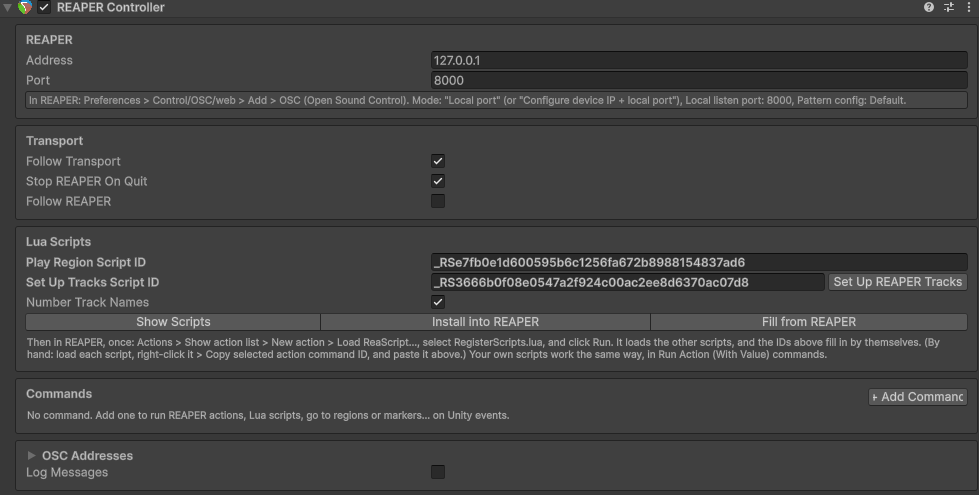 REAPER Controller
REAPER
Address
127.0.0.1
Port
8000
In REAPER: Preferences > Control/OSC/web > Add > OSC (Open Sound Control). Mode: "Local port" (or "Configure device IP + local port"), Local listen port: 8000, Pattern config: Default.
Transport
Follow Transport
Stop REAPER On Quit
Follow REAPER
Lua Scripts
Play Region Script ID
_RSe7fb0e1d600595b6c1256fa672b8988154837ad6
Set Up Tracks Script ID
_RS3666b0f08e0547a2f924c00ac2ee8d6370ac07d8
Set Up REAPER Tracks
Number Track Names
Show Scripts
Install into REAPER
Fill from REAPER
Then in REAPER, once: Actions > Show action list > New action > Load ReaScript..., select RegisterScripts.lua, and click Run. It loads the other scripts, and the IDs above fill in by themselves. (By
hand: load each script, right-click it > Copy selected action command ID, and paste it above.) Your own scripts work the same way, in Run Action (With Value) commands.
Commands
+ Add Command
No command. Add one to run REAPER actions, Lua scripts, go to regions or markers... on Unity events.
OSC Addresses
Log Messages